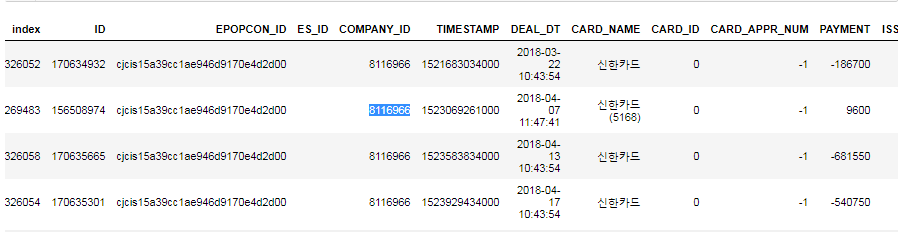 index ID EPOPCON_ID ES_ID COMPANY_ID TIMESTAMP DEAL_DT CARD_NAME CARD_ID CARD_APPR_NUM PAYMENT ISS
326052 170634932 cjcis15a39cc1ae946d9170e4d2d00 8116966 1521683034000 2018-03-22 10:43:54 신한카드 0 -1 -186700
269483 156508974 cjcis15a39cc1ae946d9170e4d2d00 8116966 1523069261000 2018-04-07 11:47:41 신한카드 (5168) 0 -1 9600
326058 170635665 cjcis15a39cc1ae946d9170e4d2d00 8116966 1523583834000 2018-04-13 10:43:54 신한카드 0 -1 -681550
326054 170635301 cjcis15a39cc1ae946d9170e4d2d00 8116966 1523929434000 2018-04-17 10:43:54 신한카드 0 -1 -540750